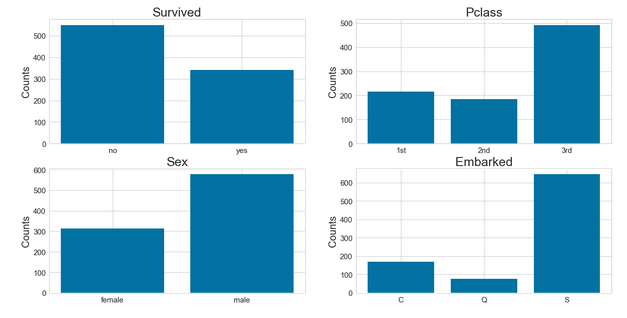 Survived
Counts
500
400
300
200
100
0
no yes
Pclass
Counts
500
400
300
200
100
0
1st 2nd 3rd
Sex
Counts
600
500
400
300
200
100
0
female male
Embarked
Counts
600
500
400
300
200
100
0
C Q S